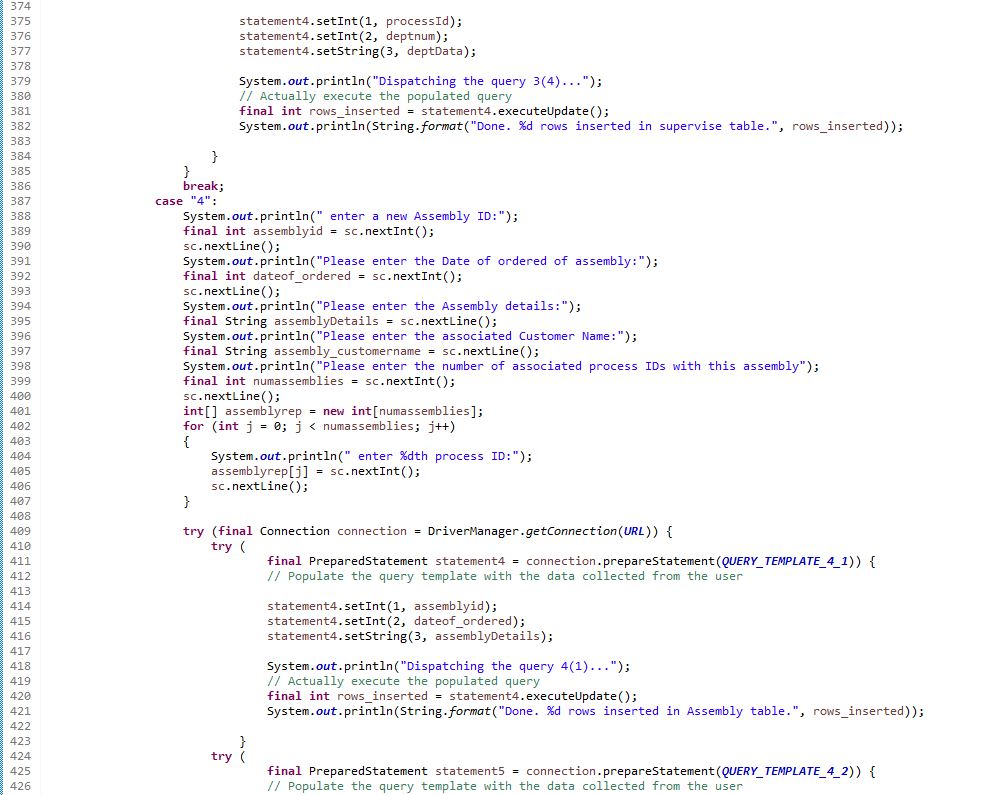 374
375 statement4.setInt(1, processId);
376 statement4.setInt(2, deptnum);
377 statement4.setString(3, deptData);
378
379 System.out.println("Dispatching the query 3(4)...");
380 // Actually execute the populated query
381 final int rows_inserted = statement4.executeUpdate();
382 System.out.println(String.format("Done. %d rows inserted in supervise table.", rows_inserted));
383
384 }
385 }
386 break;
387 case "4":
388 System.out.println(" enter a new Assembly ID:");
389 final int assemblyid = sc.nextInt();
390 sc.nextLine();
391 System.out.println("Please enter the Date of ordered of assembly:");
392 final int dateof_ordered = sc.nextInt();
393 sc.nextLine();
394 System.out.println("Please enter the Assembly details:");
395 final String assemblyDetails = sc.nextLine();
396 System.out.println("Please enter the associated Customer Name:");
397 final String assembly_customername = sc.nextLine();
398 System.out.println("Please enter the number of associated process IDs with this assembly");
399 final int numassemblies = sc.nextInt();
400 sc.nextLine();
401 int[] assemblyrep = new int[numassemblies];
402 for (int j = 0; j < numassemblies; j++)
403 {
404 System.out.println(" enter %dth process ID:");
405 assemblyrep[j] = sc.nextInt();
406 sc.nextLine();
407 }
408
409 try (final Connection connection = DriverManager.getConnection(URL)) {
410 try (
411 final PreparedStatement statement4 = connection.prepareStatement(QUERY_TEMPLATE_4_1)) {
412 // Populate the query template with the data collected from the user
413
414 statement4.setInt(1, assemblyid);
415 statement4.setInt(2, dateof_ordered);
416 statement4.setString(3, assemblyDetails);
417
418 System.out.println("Dispatching the query 4(1)...");
419 // Actually execute the populated query
420 final int rows_inserted = statement4.executeUpdate();
421 System.out.println(String.format("Done. %d rows inserted in Assembly table.", rows_inserted));
422
423 }
424 try (
425 final PreparedStatement statement5 = connection.prepareStatement(QUERY_TEMPLATE_4_2)) {
426 // Populate the query template with the data collected from the user